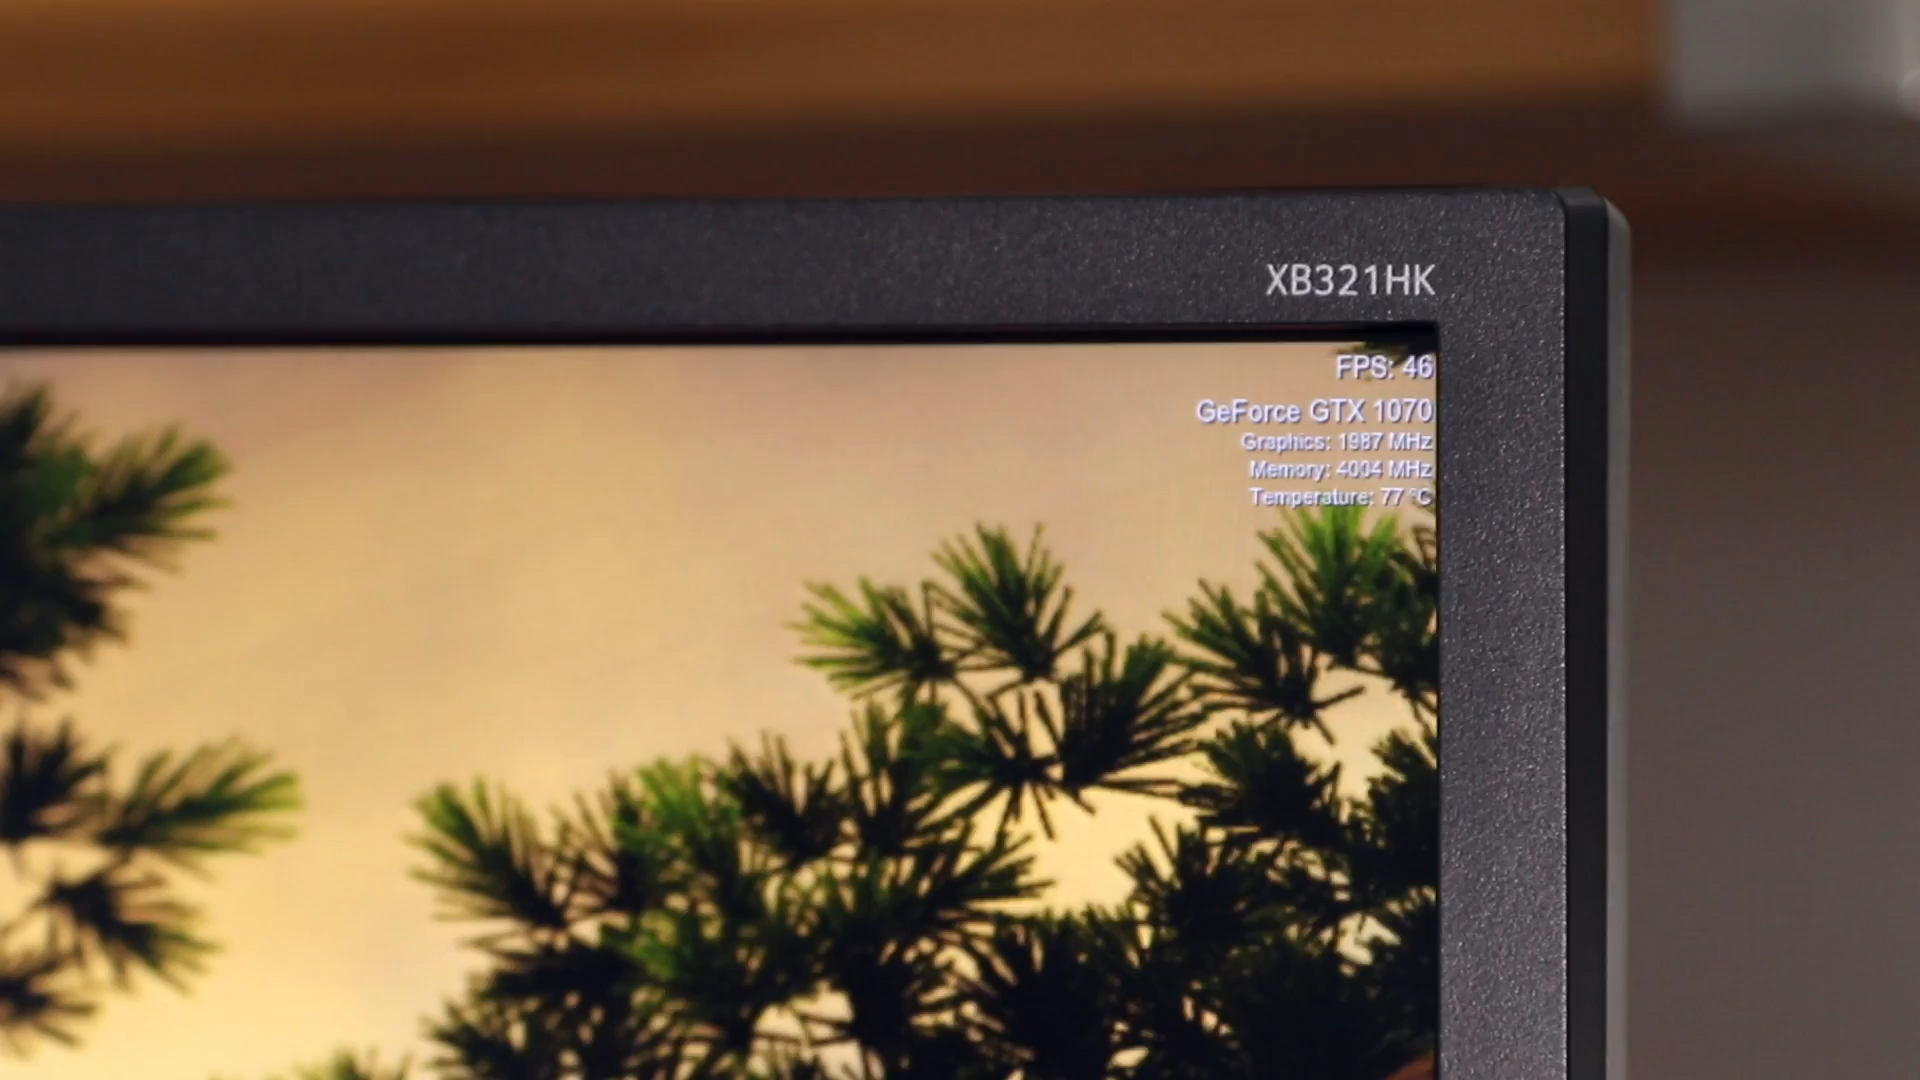 XB321HK
FPS: 46
GeForce GTX 1070
Graphics: 1987 MHz
Memory: 4004 MHz
Temperature: 77 °C